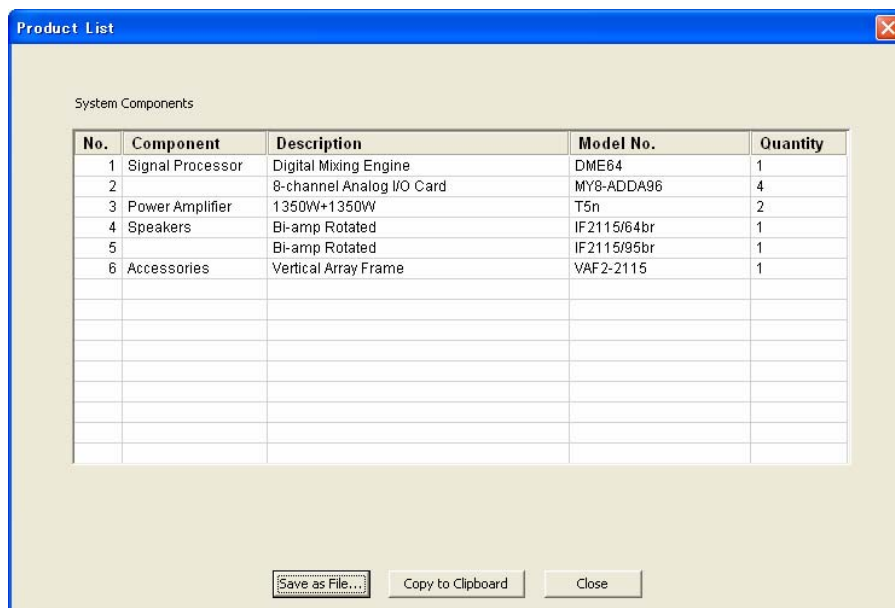 Product List
System Components
No. Component Description Model No. Quantity
1 Signal Processor Digital Mixing Engine DME64 1
2 8-channel Analog I/O Card MY8-ADDA96 4
3 Power Amplifier 1350W+1350W T5n 2
4 Speakers Bi-amp Rotated IF2115/64br 1
5 Bi-amp Rotated IF2115/95br 1
6 Accessories Vertical Array Frame VAF2-2115 1
Save as File... Copy to Clipboard Close